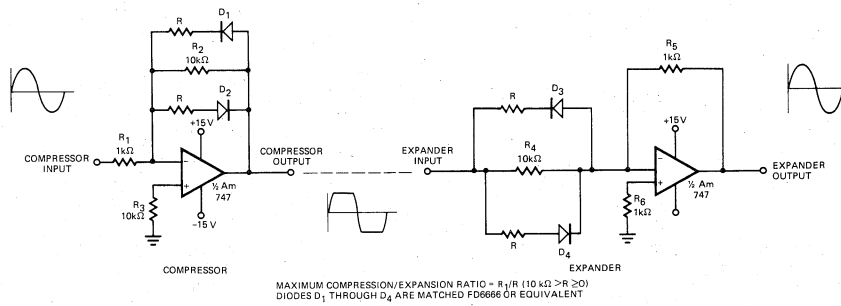 R
D1
R2
10kΩ
R
D2
+15V
R1
1kΩ
COMPRESSOR
INPUT
−
+
½ Am
747
R3
10kΩ
−15V
COMPRESSOR
OUTPUT
COMPRESSOR
EXPANDER
INPUT
R
D3
R4
10kΩ
R
D4
R5
1kΩ
+15V
−
+
½ Am
747
R6
1kΩ
EXPANDER
OUTPUT
EXPANDER
MAXIMUM COMPRESSION/EXPANSION RATIO = R1/R (10 kΩ >R ≥0)
DIODES D1 THROUGH D4 ARE MATCHED FD6666 OR EQUIVALENT